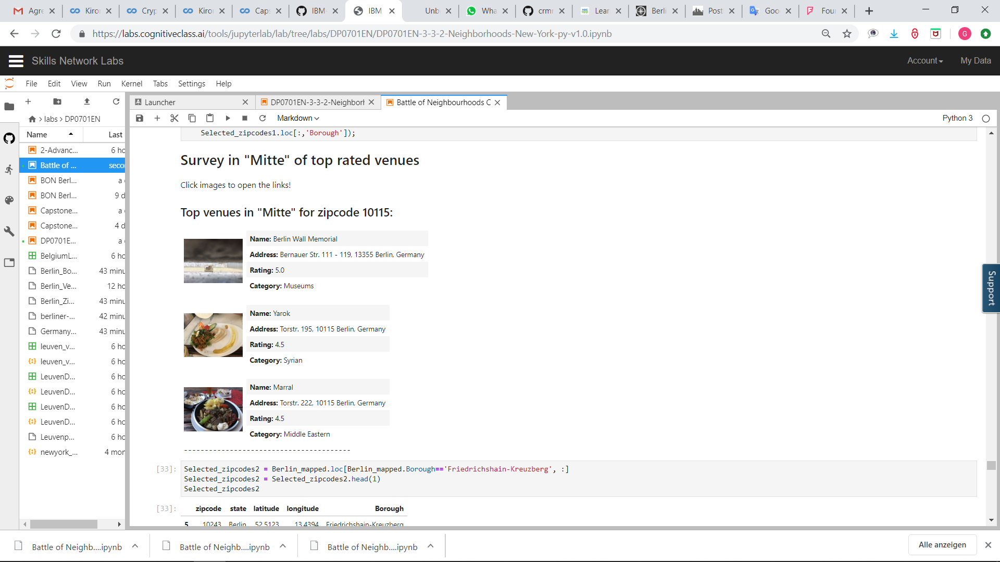 Agre
Kiron
Cryp
Kiron
Caps
IBM-
IBM
Unb
Wha
crmr
Lear
Berli
Posti
Goo
Four
https://labs.cognitiveclass.ai/tools/jupyterlab/lab/tree/labs/DP0701EN/DP0701EN-3-3-2-Neighborhoods-New-York-py-v1.0.ipynb
G
Skills Network Labs
Account
My Data
File Edit View Run Kernel Tabs Settings Help
Launcher
DP0701EN-3-3-2-Neighborh
Battle of Neighbourhoods C
> labs > DP0701EN
Markdown
Python 3
Name Last
2-Advanc... 6 ho
Battle of ... secon
BON Berl... a
BON Berl... 9 d
Capstone... a
Capstone... 4 d
DP0701E... a
BelgiumL... 6 ho
Berlin_Bo... 43 minu
Berlin_Ve... 12 ho
Berlin_Zi... 43 minu
berliner-... 42 minu
Germany... 43 minu
leuven_v... 6 ho
leuven_v... 6 ho
LeuvenD... 6 ho
LeuvenD... 6 ho
LeuvenD... 6 ho
LeuvenD... 6 ho
Leuvenp... 6 ho
newyork_... 4 mon
Selected_zipcodes1.loc[:,'Borough']);
Survey in "Mitte" of top rated venues
Click images to open the links!
Top venues in "Mitte" for zipcode 10115:
Name: Berlin Wall Memorial
Address: Bernauer Str. 111 - 119, 13355 Berlin, Germany
Rating: 5.0
Category: Museums
Name: Yarok
Address: Torstr. 195, 10115 Berlin, Germany
Rating: 4.5
Category: Syrian
Name: Marral
Address: Torstr. 222, 10115 Berlin, Germany
Rating: 4.5
Category: Middle Eastern
----------------------------------------
[33]: Selected_zipcodes2 = Berlin_mapped.loc[Berlin_mapped.Borough=='Friedrichshain-Kreuzberg', :]
Selected_zipcodes2 = Selected_zipcodes2.head(1)
Selected_zipcodes2
[33]: zipcode state latitude longitude Borough
5 10243 Berlin 52.5123 13.4394 Friedrichshain-Kreuzberg
Support
Battle of Neighb....ipynb
Battle of Neighb....ipynb
Battle of Neighb....ipynb
Alle anzeigen